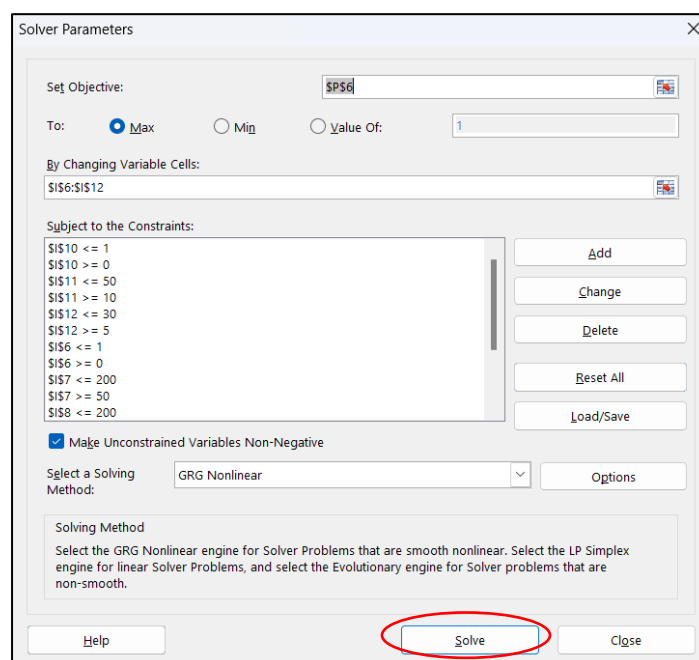 Solver Parameters
Set Objective: $P$6
To: Max Min Value Of: 1
By Changing Variable Cells:
$I$6:$I$12
Subject to the Constraints:
$I$10 <= 1
$I$10 >= 0
$I$11 <= 50
$I$11 >= 10
$I$12 <= 30
$I$12 >= 5
$I$6 <= 1
$I$6 >= 0
$I$7 <= 200
$I$7 >= 50
$I$8 <= 200
Add
Change
Delete
Reset All
Load/Save
Make Unconstrained Variables Non-Negative
Select a Solving
Method:
GRG Nonlinear
Options
Solving Method
Select the GRG Nonlinear engine for Solver Problems that are smooth nonlinear. Select the LP Simplex
engine for linear Solver Problems, and select the Evolutionary engine for Solver problems that are
non-smooth.
Help Solve Close